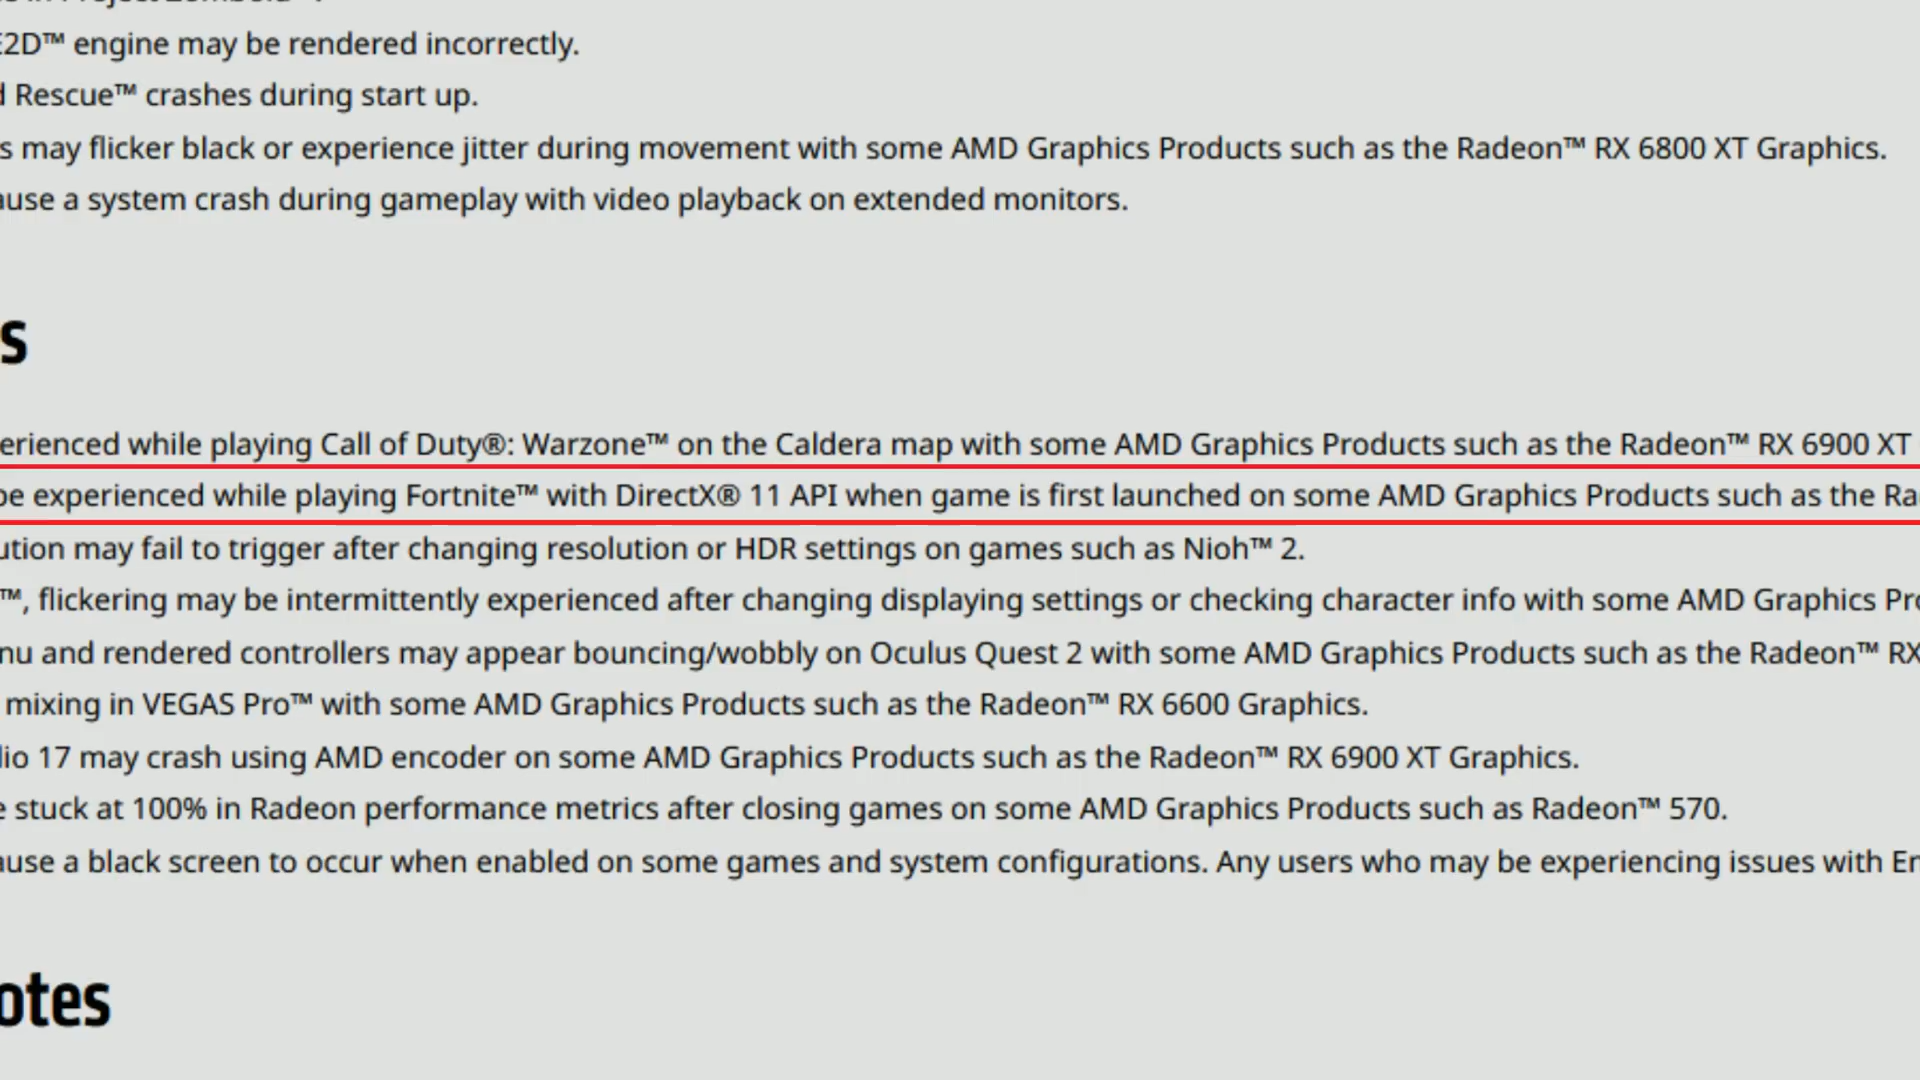 E2D™ engine may be rendered incorrectly.
d Rescue™ crashes during start up.
s may flicker black or experience jitter during movement with some AMD Graphics Products such as the Radeon™ RX 6800 XT Graphics.
ause a system crash during gameplay with video playback on extended monitors.
s
erienced while playing Call of Duty®: Warzone™ on the Caldera map with some AMD Graphics Products such as the Radeon™ RX 6900 XT
be experienced while playing Fortnite™ with DirectX® 11 API when game is first launched on some AMD Graphics Products such as the Ra
ution may fail to trigger after changing resolution or HDR settings on games such as Nioh™ 2.
™, flickering may be intermittently experienced after changing displaying settings or checking character info with some AMD Graphics Pro
nu and rendered controllers may appear bouncing/wobbly on Oculus Quest 2 with some AMD Graphics Products such as the Radeon™ RX
mixing in VEGAS Pro™ with some AMD Graphics Products such as the Radeon™ RX 6600 Graphics.
dio 17 may crash using AMD encoder on some AMD Graphics Products such as the Radeon™ RX 6900 XT Graphics.
e stuck at 100% in Radeon performance metrics after closing games on some AMD Graphics Products such as Radeon™ 570.
ause a black screen to occur when enabled on some games and system configurations. Any users who may be experiencing issues with En
otes